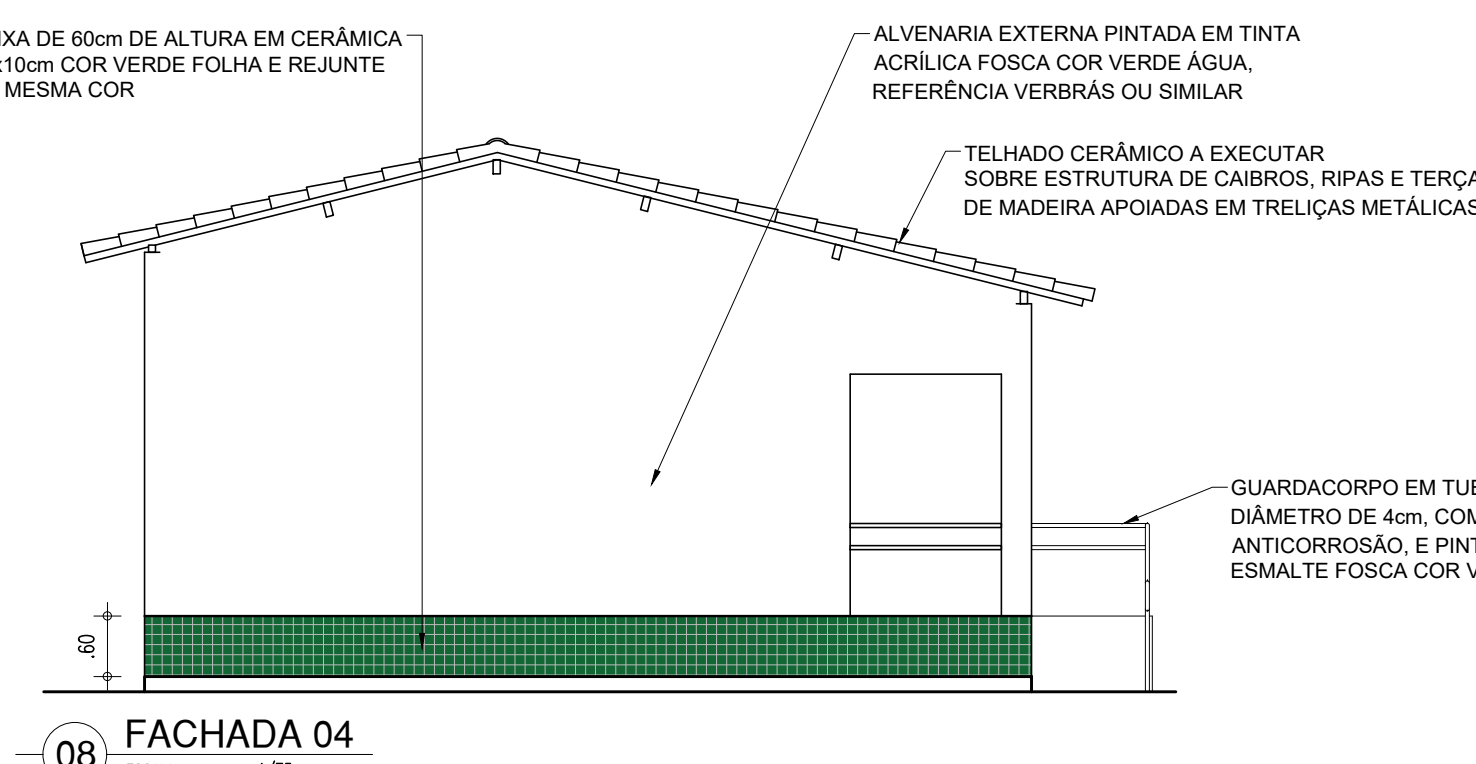 IXA DE 60cm DE ALTURA EM CERÂMICA
x10cm COR VERDE FOLHA E REJUNTE
MESMA COR
ALVENARIA EXTERNA PINTADA EM TINTA
ACRÍLICA FOSCA COR VERDE ÁGUA,
REFERÊNCIA VERBRÁS OU SIMILAR
TELHADO CERÂMICO A EXECUTAR
SOBRE ESTRUTURA DE CAIBROS, RIPAS E TERÇA
DE MADEIRA APOIADAS EM TRELIÇAS METÁLICAS
GUARDACORPO EM TUB
DIÂMETRO DE 4cm, COM
ANTICORROSÃO, E PINT
ESMALTE FOSCA COR V
.60
08 FACHADA 04